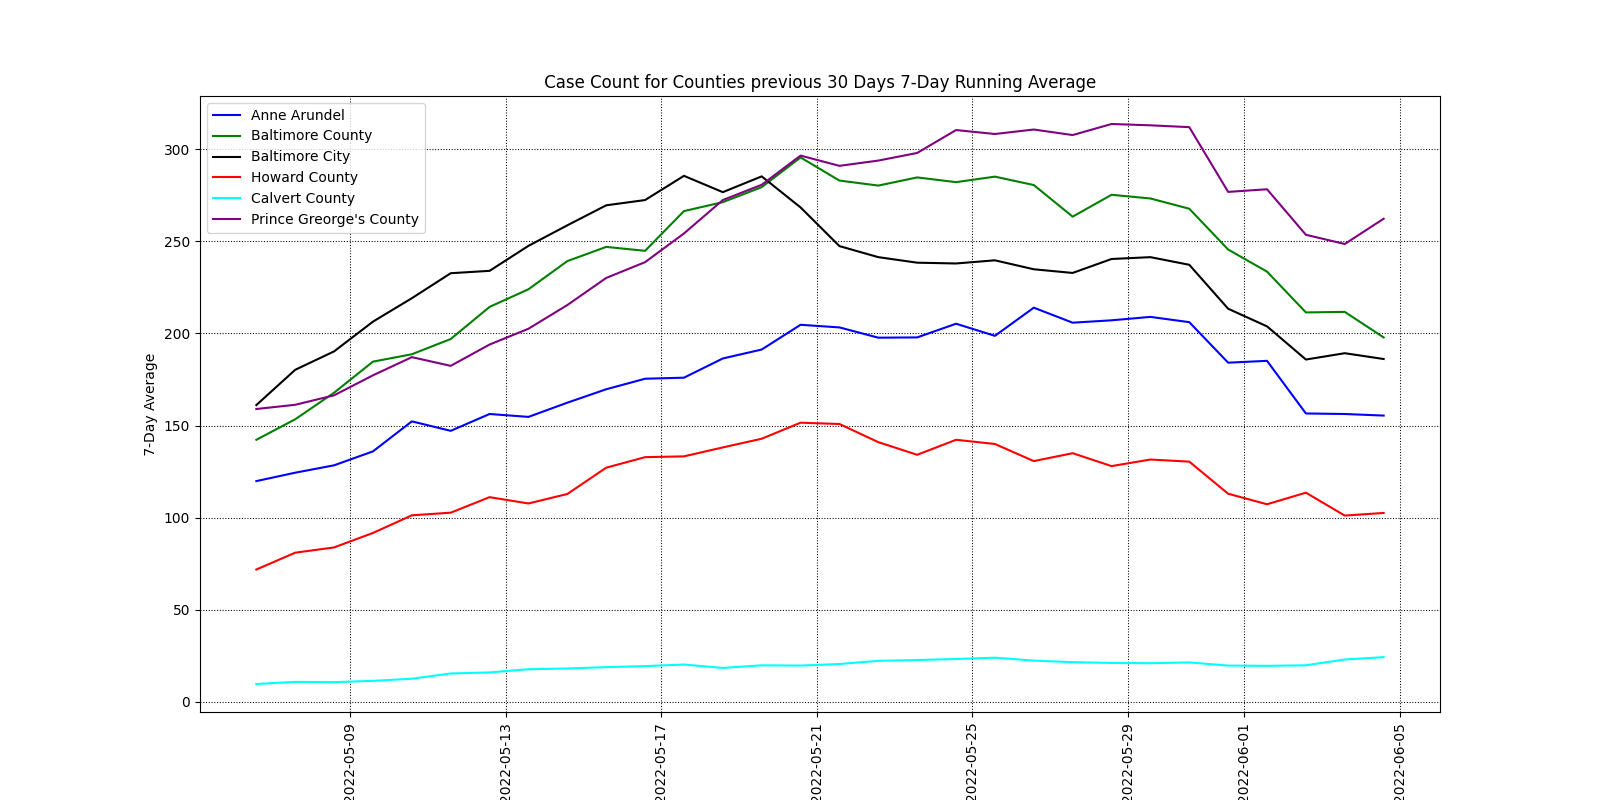 Case Count for Counties previous 30 Days 7-Day Running Average
Anne Arundel
Baltimore County
Baltimore City
Howard County
Calvert County
Prince Greorge's County
7-Day Average
300
250
200
150
100
50
0
2022-05-09
2022-05-13
2022-05-17
2022-05-21
2022-05-25
2022-05-29
2022-06-01
2022-06-05